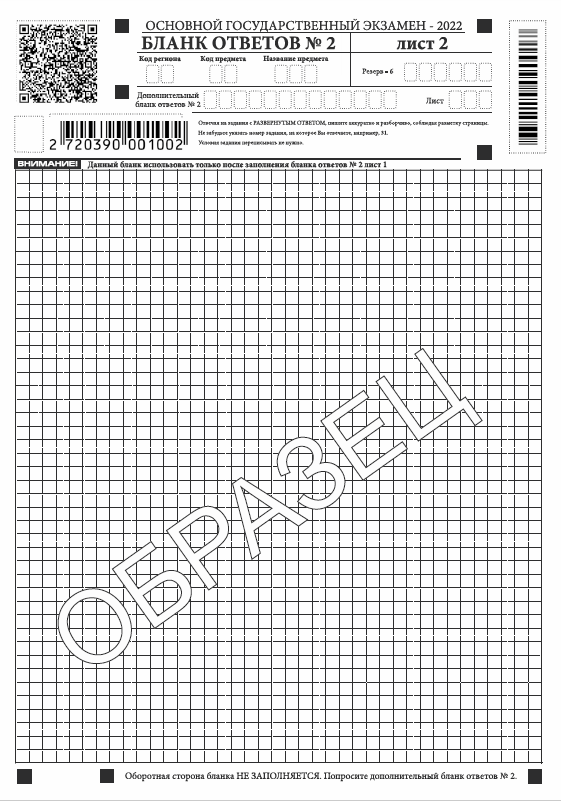 ОСНОВНОЙ ГОСУДАРСТВЕННЫЙ ЭКЗАМЕН - 2022
БЛАНК ОТВЕТОВ № 2 лист 2
Код региона Код предмета Название предмета
Резерв - 6
Дополнительный
бланк ответов № 2
Лист
2 720390 001002
Отвечая на задания с РАЗВЕРНУТЫМ ОТВЕТОМ, пишите аккуратно и разборчиво, соблюдая разметку страницы.
Не забудьте указать номер задания, на которое Вы отвечаете, например, 31.
Условия задания переписывать не нужно.
ВНИМАНИЕ! Данный бланк использовать только после заполнения бланка ответов № 2 лист 1
ОБРАЗЕЦ
Оборотная сторона бланка НЕ ЗАПОЛНЯЕТСЯ. Попросите дополнительный бланк ответов № 2.